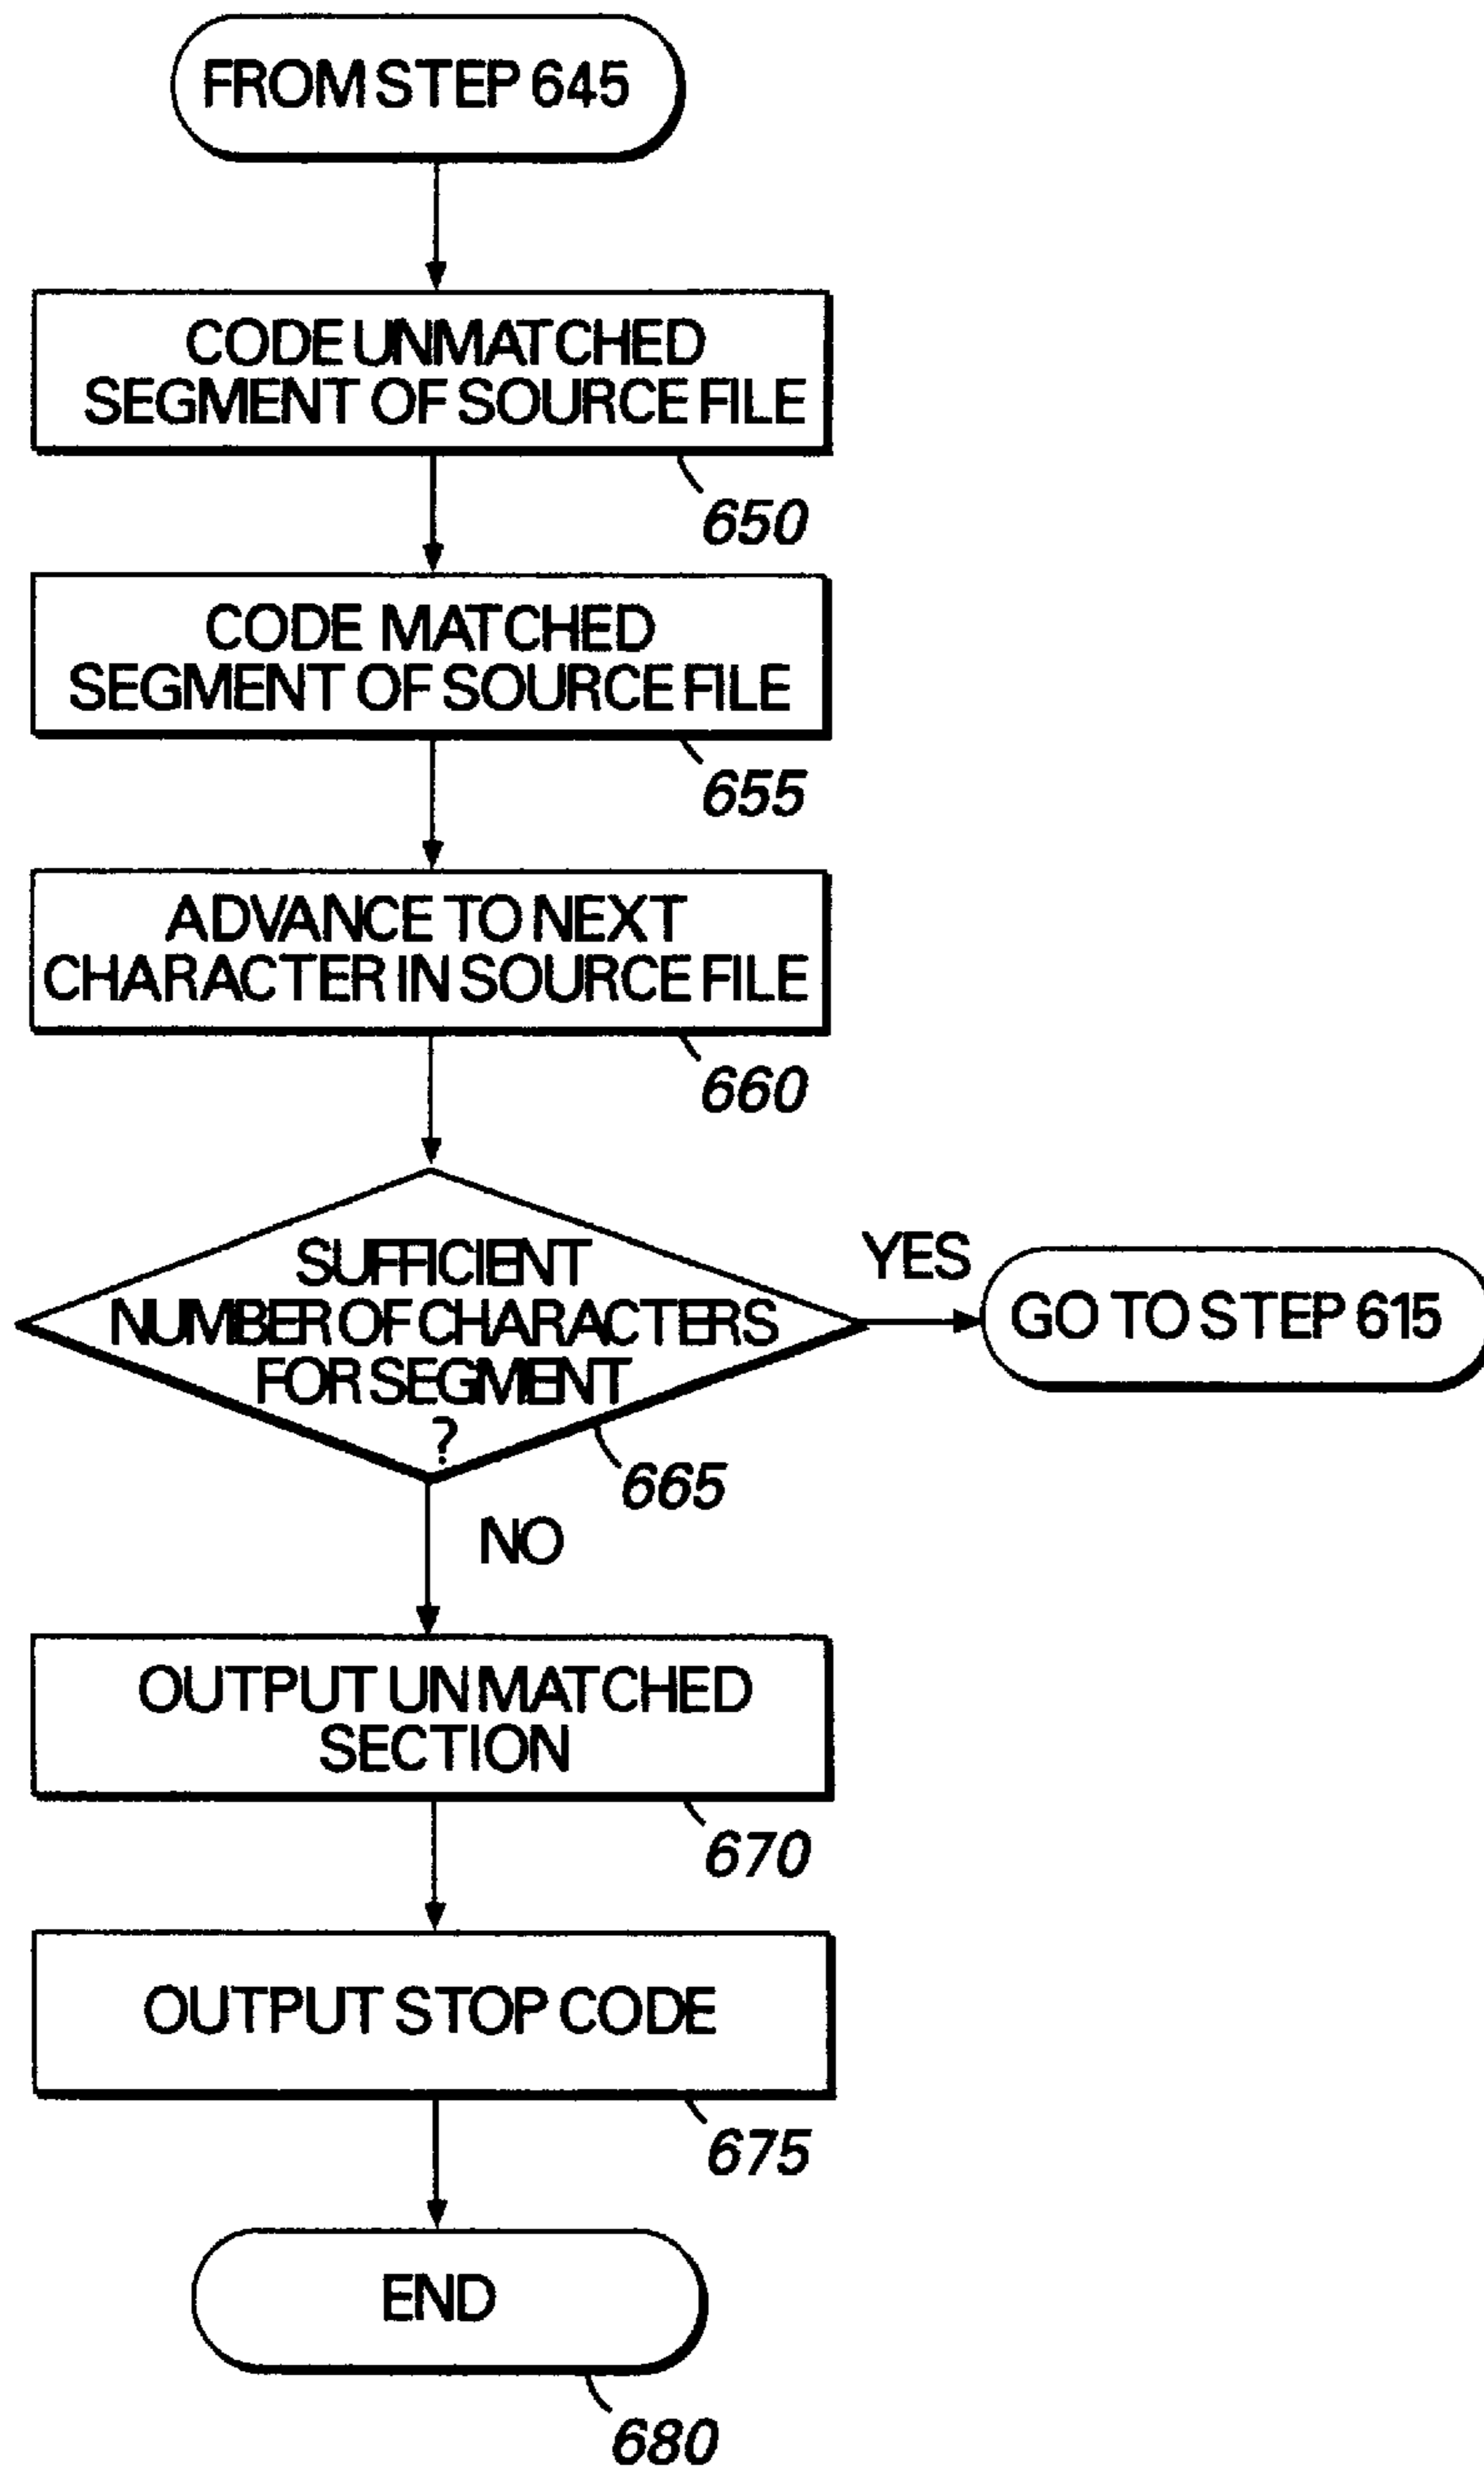 FROM STEP 645
CODE UNMATCHED
SEGMENT OF SOURCE FILE
650
CODE MATCHED
SEGMENT OF SOURCE FILE
655
ADVANCE TO NEXT
CHARACTER IN SOURCE FILE
660
SUFFICIENT
NUMBER OF CHARACTERS
FOR SEGMENT
?
665
YES
GO TO STEP 615
NO
OUTPUT UNMATCHED
SECTION
670
OUTPUT STOP CODE
675
END
680